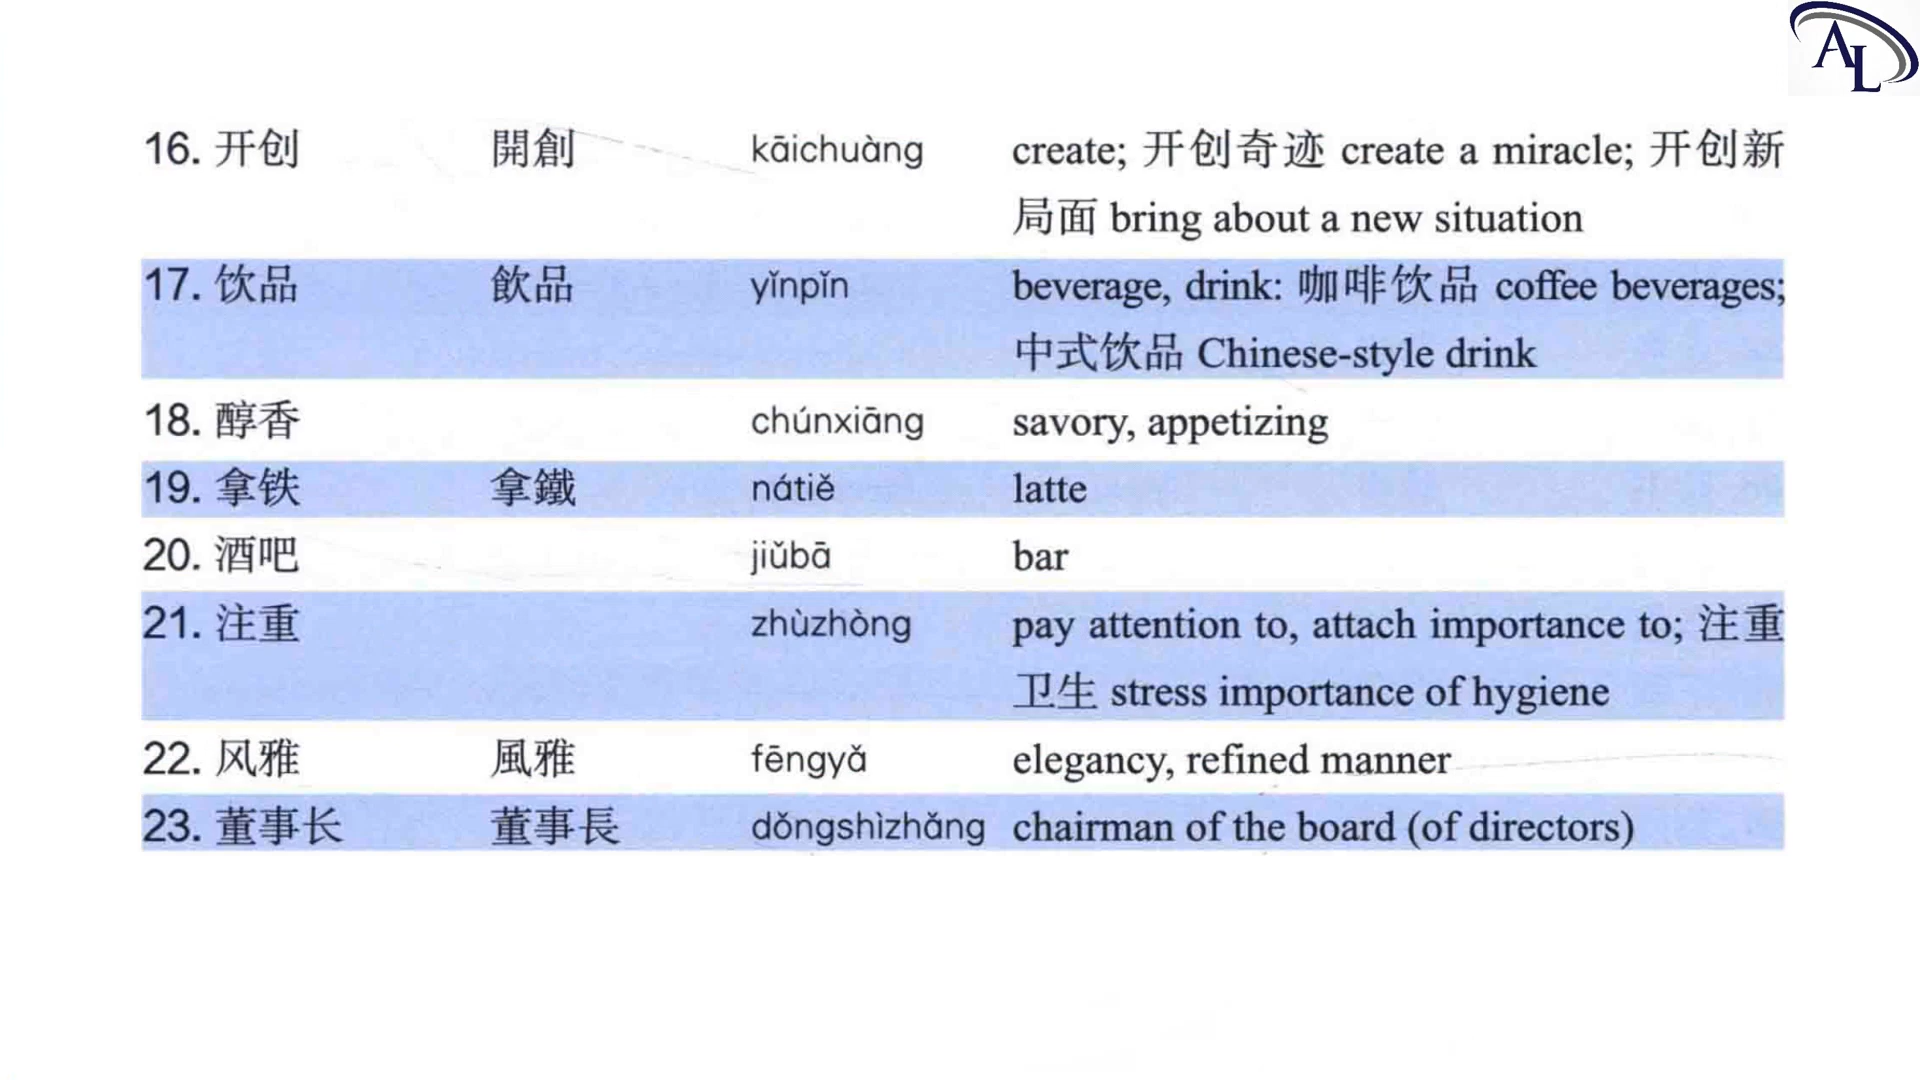 AL
16. 开创 開創 kāichuàng create; 开创奇迹 create a miracle; 开创新
局面 bring about a new situation
17. 饮品 飲品 yǐnpǐn beverage, drink: 咖啡饮品 coffee beverages;
中式饮品 Chinese-style drink
18. 醇香 chúnxiāng savory, appetizing
19. 拿铁 拿鐵 nátiě latte
20. 酒吧 jiǔbā bar
21. 注重 zhùzhòng pay attention to, attach importance to; 注重
卫生 stress importance of hygiene
22. 风雅 風雅 fēngyǎ elegancy, refined manner
23. 董事长 董事長 dǒngshìzhǎng chairman of the board (of directors)